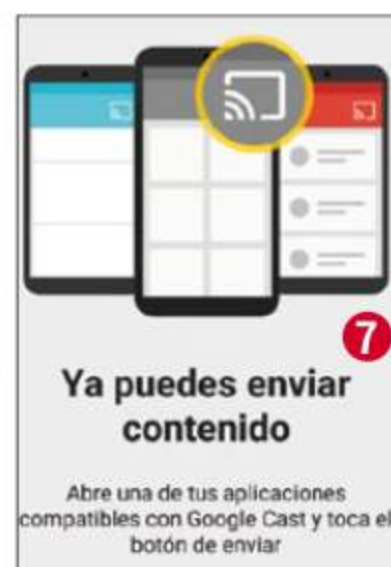 7
Ya puedes enviar
contenido
Abre una de tus aplicaciones
compatibles con Google Cast y toca el
botón de enviar